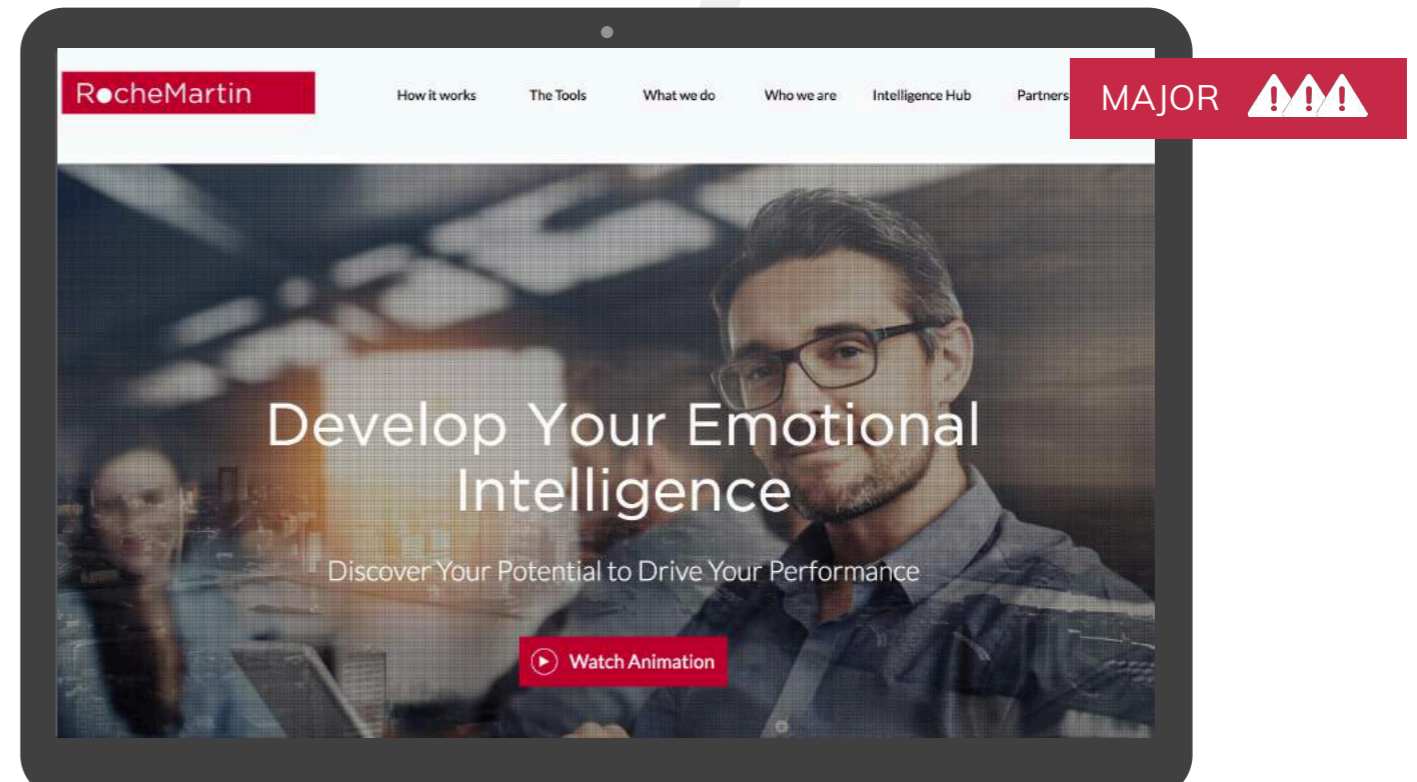 RocheMartin
How it works
The Tools
What we do
Who we are
Intelligence Hub
Partners
MAJOR
Develop Your Emotional
Intelligence
Discover Your Potential to Drive Your Performance
Watch Animation